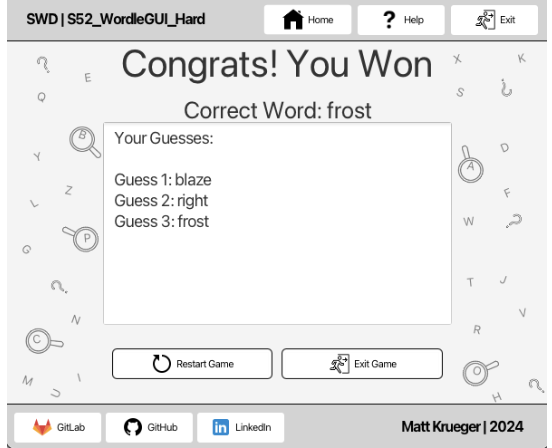 SWD | S52_WordleGUI_Hard
Home
? Help
Exit
Congrats! You Won
Correct Word: frost
Your Guesses:
Guess 1: blaze
Guess 2: right
Guess 3: frost
Restart Game
Exit Game
GitLab
GitHub
in LinkedIn
Matt Krueger | 2024
?
E
Q
B
Y
Z
L
P
Q
?
N
C
M
I
J
X
K
S
¿
D
A
F
W
?
T
J
V
R
O
H
?